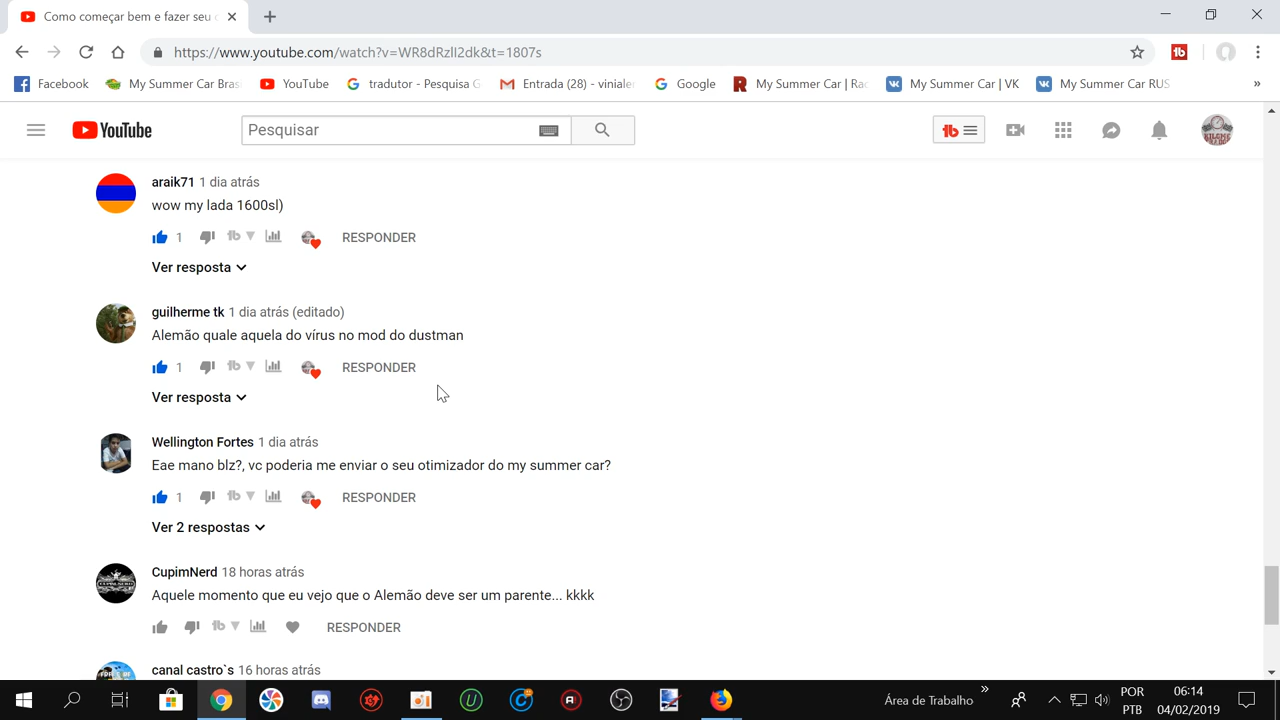 Como começar bem e fazer seu
https://www.youtube.com/watch?v=WR8dRzlI2dk&t=1807s
Facebook My Summer Car Bras YouTube tradutor - Pesquisa G Entrada (28) - vinialer Google My Summer Car | Rac My Summer Car | VK My Summer Car RUS »
YouTube Pesquisar
araik71 1 dia atrás
wow my lada 1600sl)
1 RESPONDER
Ver resposta
guilherme tk 1 dia atrás (editado)
Alemão quale aquela do vírus no mod do dustman
1 RESPONDER
Ver resposta
Wellington Fortes 1 dia atrás
Eae mano blz?, vc poderia me enviar o seu otimizador do my summer car?
1 RESPONDER
Ver 2 respostas
CupimNerd 18 horas atrás
Aquele momento que eu vejo que o Alemão deve ser um parente... kkkk
RESPONDER
canal castro`s 16 horas atrás
Área de Trabalho » POR 06:14
PTB 04/02/2019